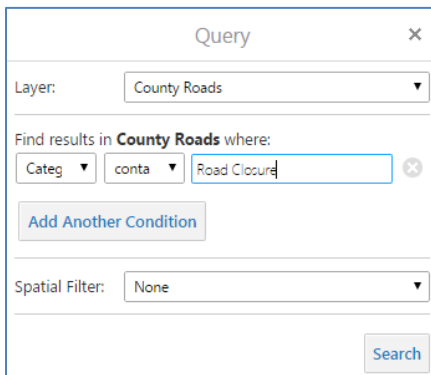 Query
Layer: County Roads
Find results in County Roads where:
Categ conta Road Closure
Add Another Condition
Spatial Filter: None
Search